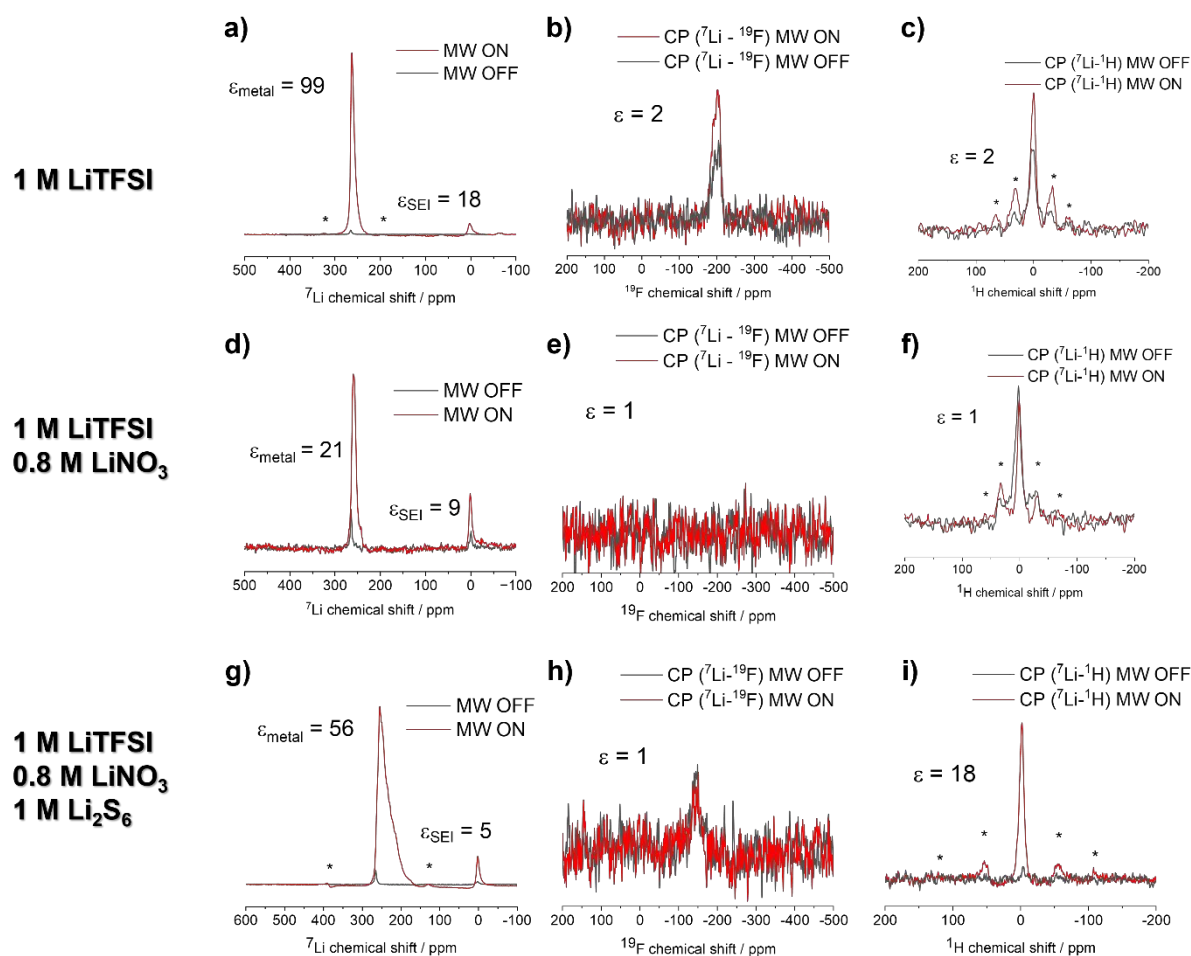 1 M LiTFSI
a)
MW ON
MW OFF
εmetal = 99
εSEI = 18
* *
500 400 300 200 100 0 -100
⁷Li chemical shift / ppm
b)
CP (⁷Li - ¹⁹F) MW ON
CP (⁷Li - ¹⁹F) MW OFF
ε = 2
200 100 0 -100 -200 -300 -400 -500
¹⁹F chemical shift / ppm
c)
CP (⁷Li-¹H) MW OFF
CP (⁷Li-¹H) MW ON
ε = 2
* * * *
200 100 0 -100 -200
¹H chemical shift / ppm
1 M LiTFSI
0.8 M LiNO₃
d)
MW OFF
MW ON
εmetal = 21
εSEI = 9
500 400 300 200 100 0 -100
⁷Li chemical shift / ppm
e)
CP (⁷Li - ¹⁹F) MW OFF
CP (⁷Li - ¹⁹F) MW ON
ε = 1
200 100 0 -100 -200 -300 -400 -500
¹⁹F chemical shift / ppm
f)
CP (⁷Li-¹H) MW OFF
CP (⁷Li-¹H) MW ON
ε = 1
* * * *
200 100 0 -100 -200
¹H chemical shift / ppm
1 M LiTFSI
0.8 M LiNO₃
1 M Li₂S₆
g)
MW OFF
MW ON
εmetal = 56
εSEI = 5
* *
600 500 400 300 200 100 0 -100
⁷Li chemical shift / ppm
h)
CP (⁷Li-¹⁹F) MW OFF
CP (⁷Li-¹⁹F) MW ON
ε = 1
200 100 0 -100 -200 -300 -400 -500
¹⁹F chemical shift / ppm
i)
CP (⁷Li-¹H) MW OFF
CP (⁷Li-¹H) MW ON
ε = 18
* * * *
200 100 0 -100 -200
¹H chemical shift / ppm